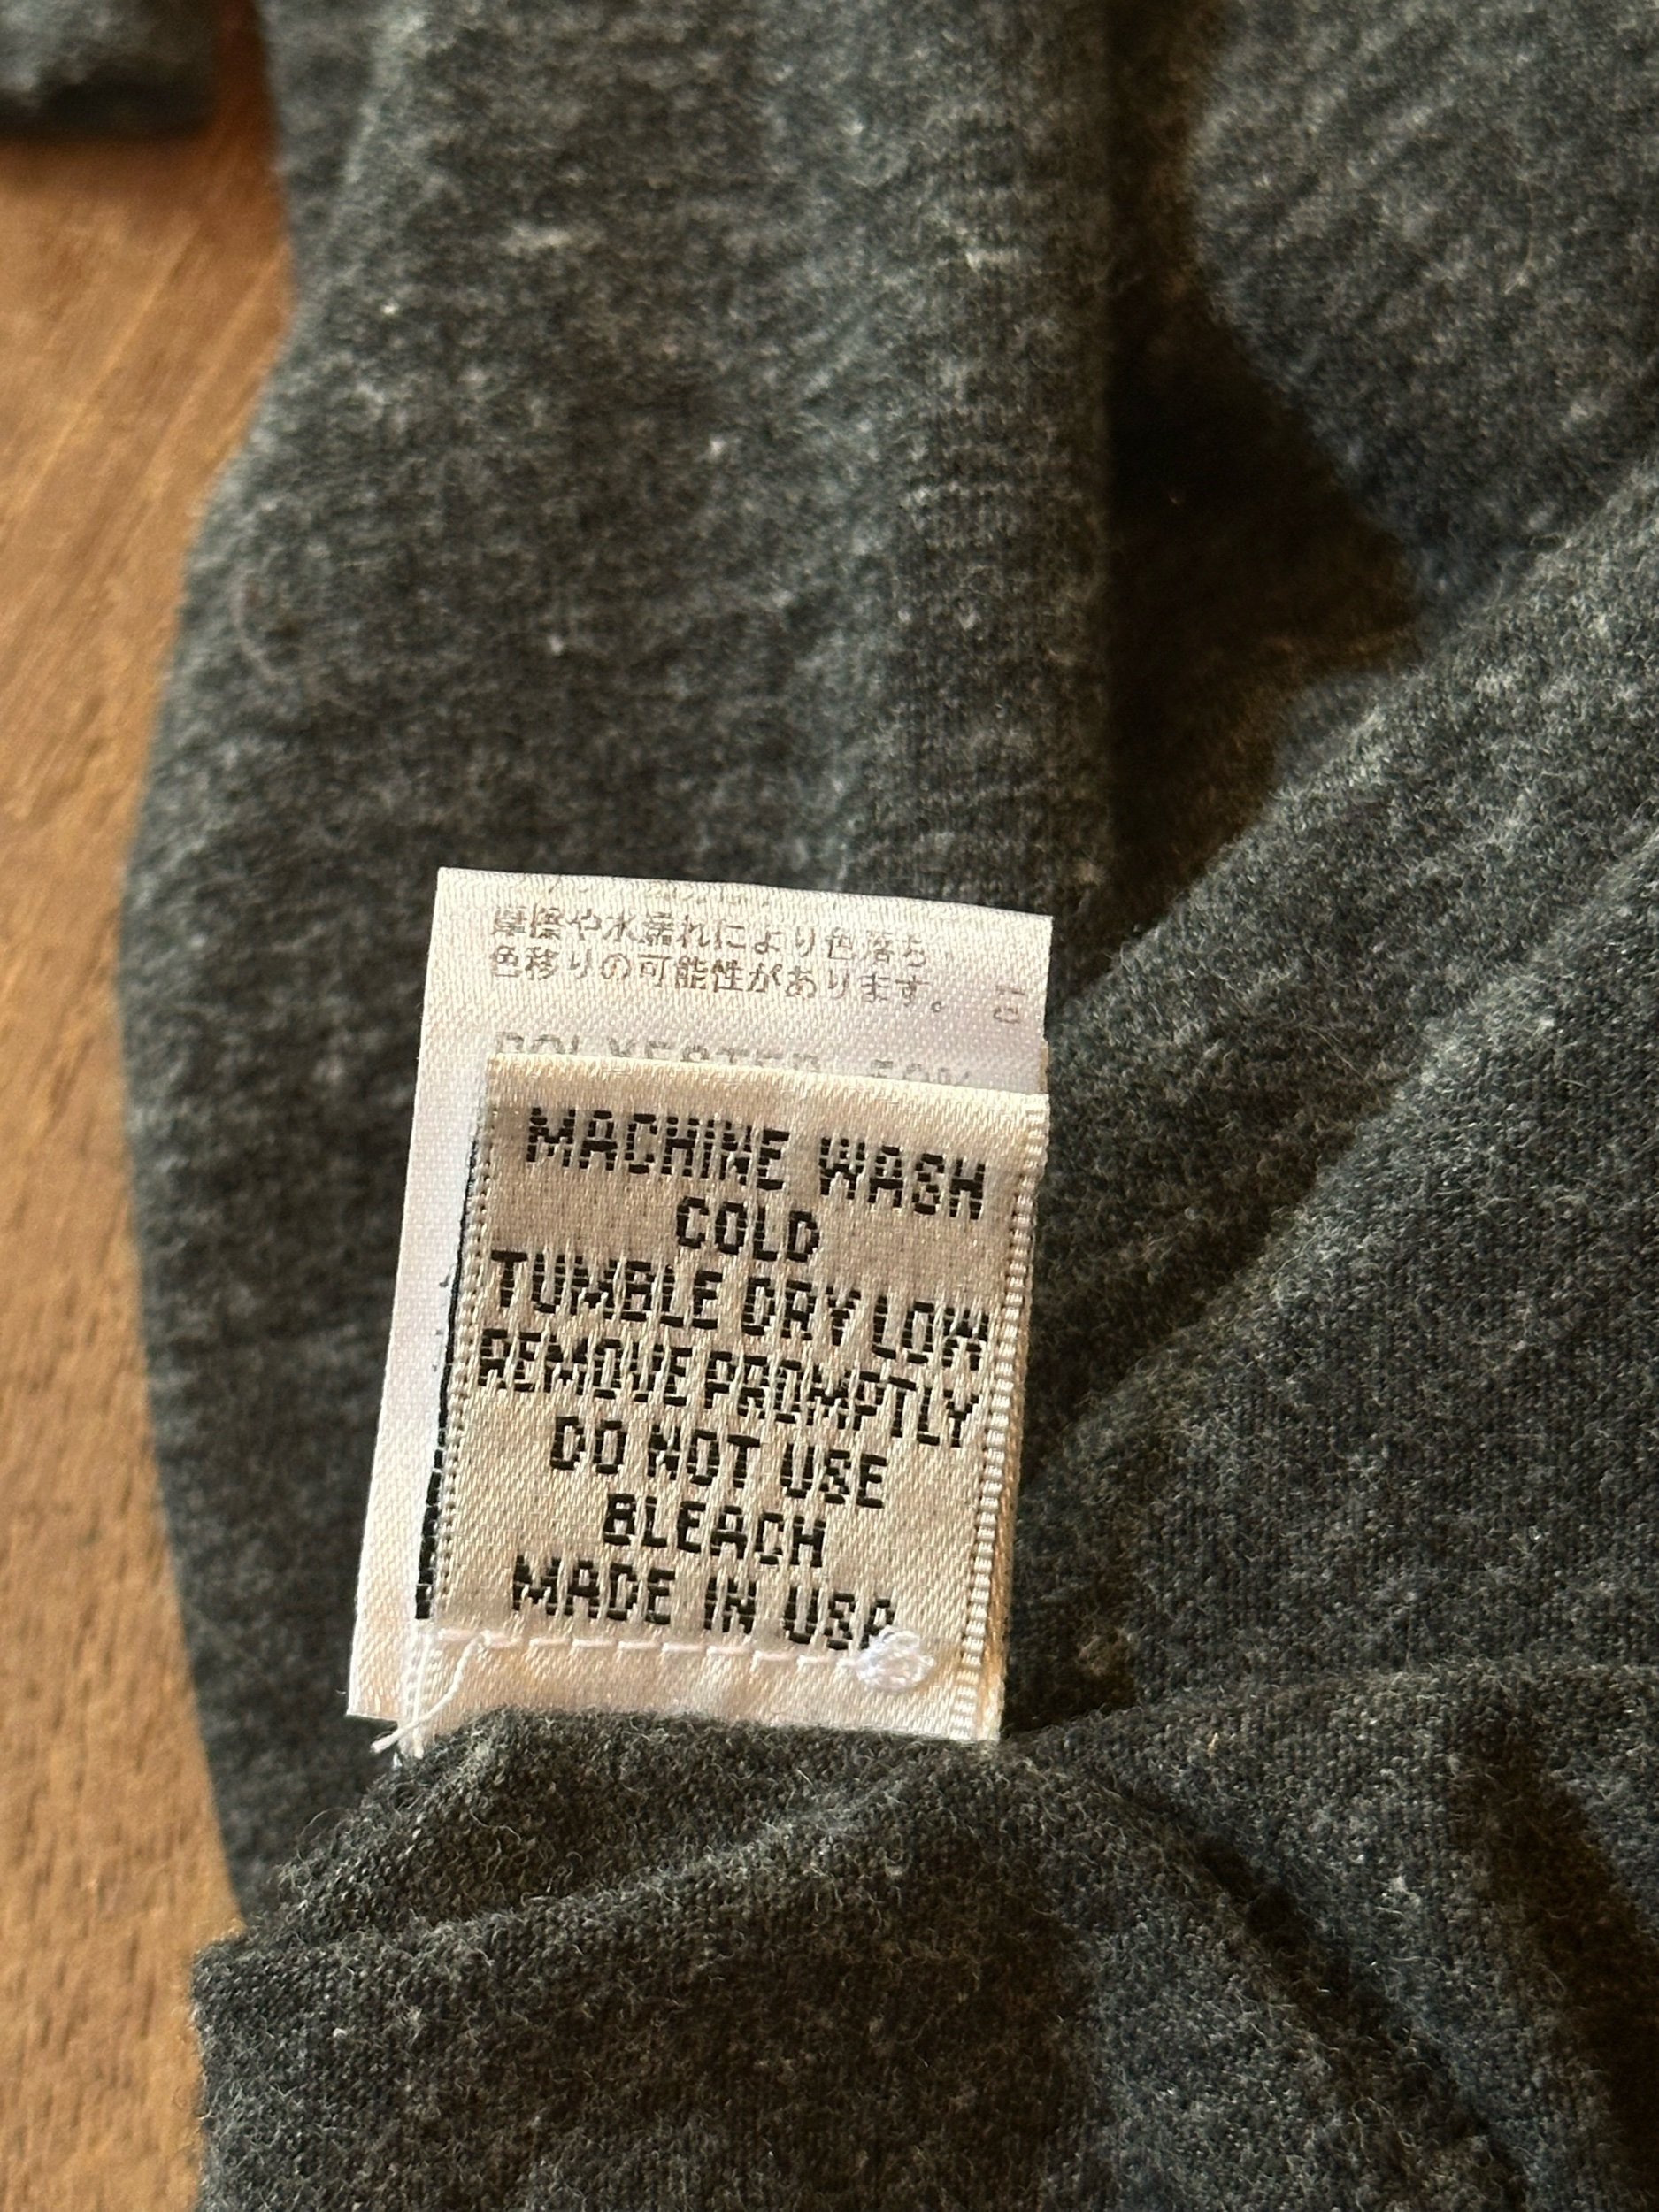 摩擦や水濡れにより色落ち、
色移りの可能性があります。
POLYESTER 50%
MACHINE WASH
COLD
TUMBLE DRY LOW
REMOVE PROMPTLY
DO NOT USE
BLEACH
MADE IN USA